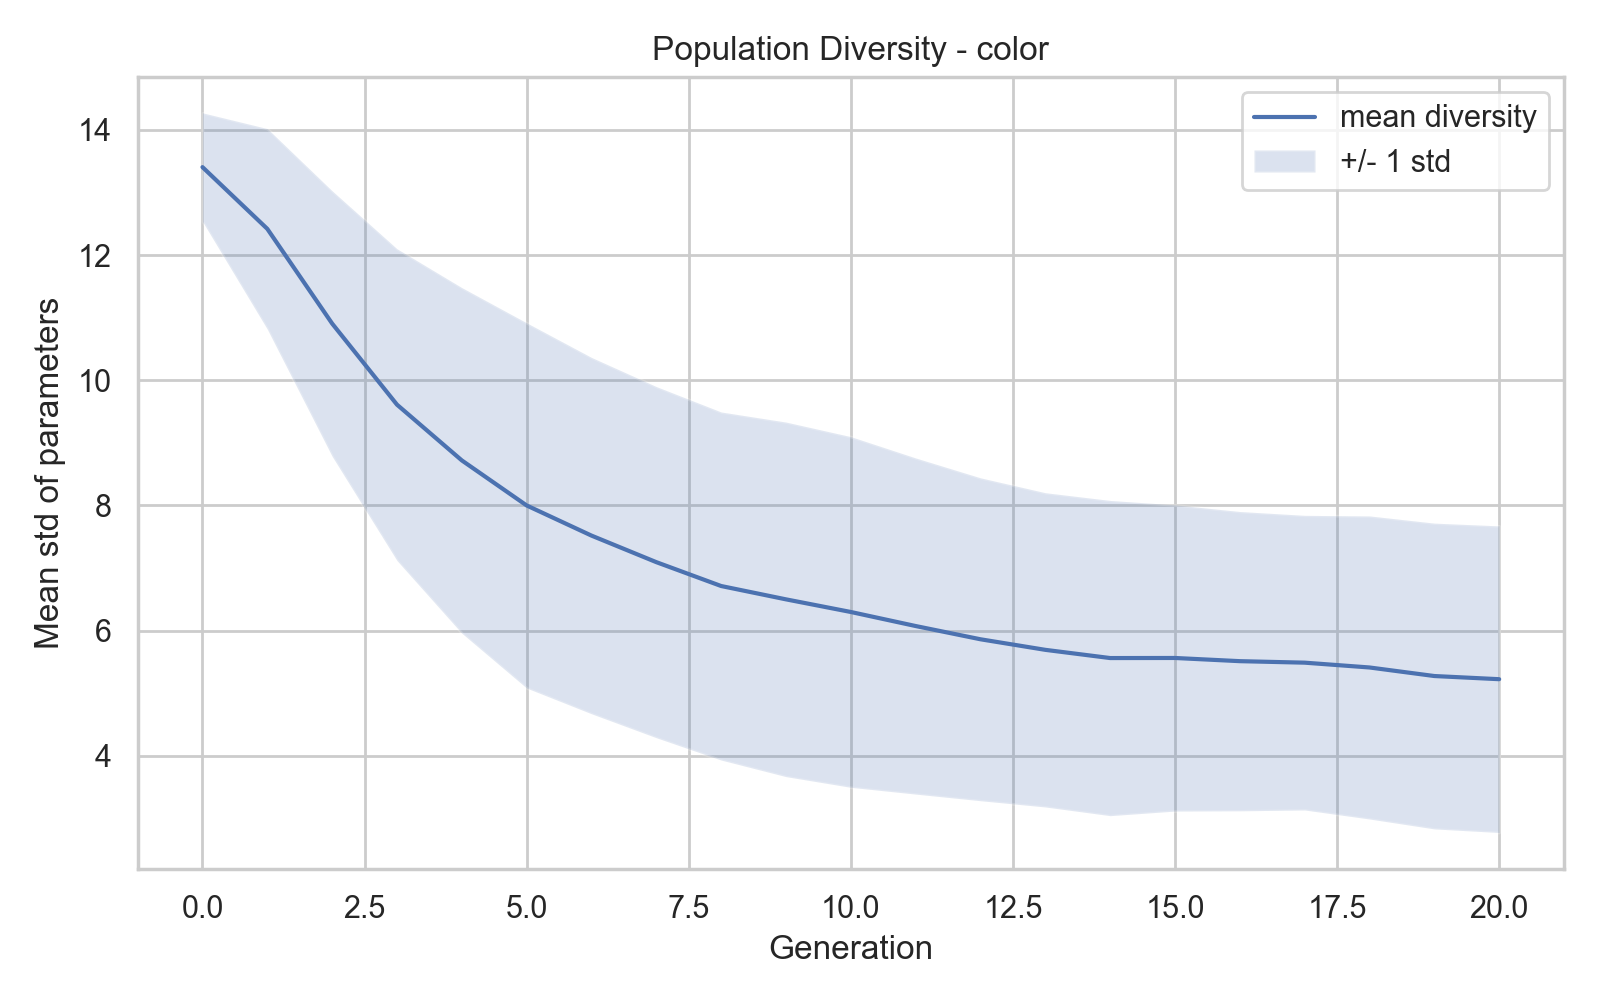 Population Diversity - color
mean diversity
+/- 1 std
14
12
10
8
6
4
Mean std of parameters
0.0 2.5 5.0 7.5 10.0 12.5 15.0 17.5 20.0
Generation